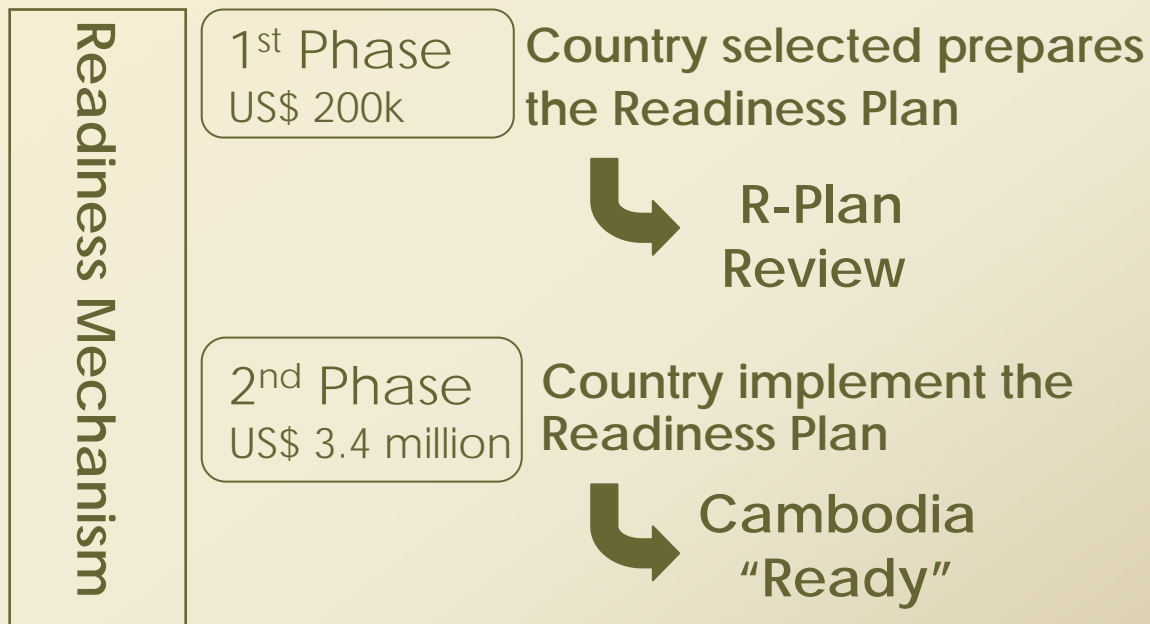 Readiness Mechanism
1st Phase
US$ 200k
Country selected prepares
the Readiness Plan
R-Plan
Review
2nd Phase
US$ 3.4 million
Country implement the
Readiness Plan
Cambodia
“Ready”